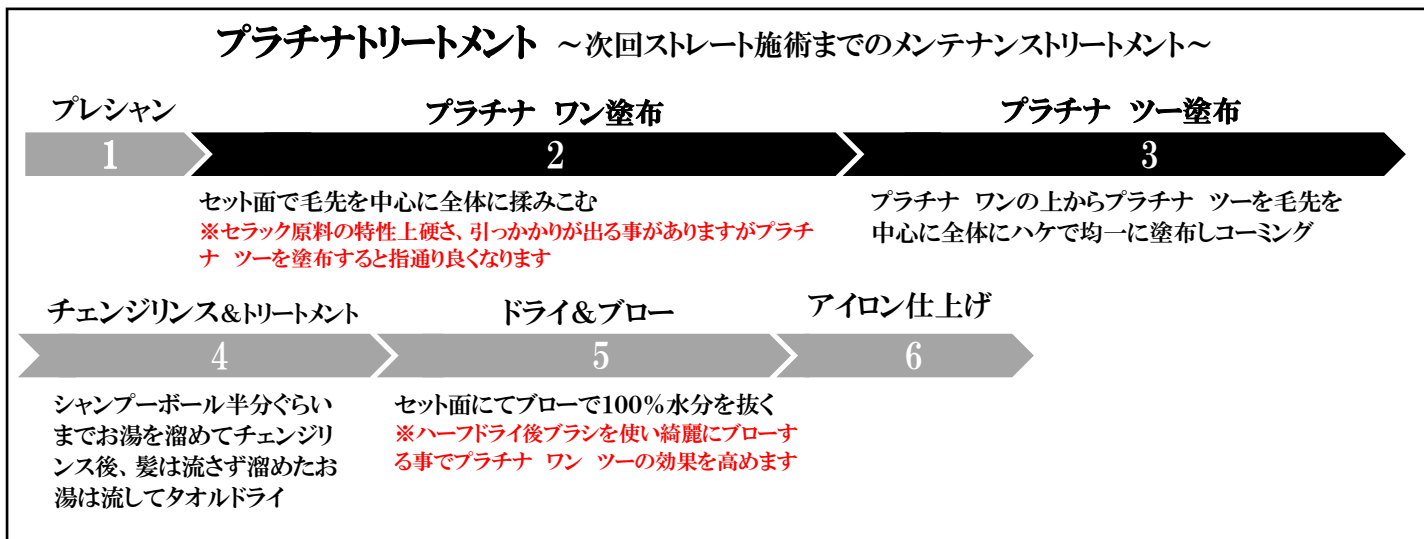 プラチナトリートメント ～次回ストレート施術までのメンテナンストリートメント～
プレシャン
プラチナ ワン塗布
プラチナ ツー塗布
1
2
3
セット面で毛先を中心に全体に揉みこむ
※セラック原料の特性上硬さ、引っかかりが出る事がありますがプラチ
ナ ツーを塗布すると指通り良くなります
プラチナ ワンの上からプラチナ ツーを毛先を
中心に全体にハケで均一に塗布しコーミング
チェンジリンス&トリートメント
ドライ&ブロー
アイロン仕上げ
4
5
6
シャンプーボール半分ぐらい
までお湯を溜めてチェンジリ
ンス後、髪は流さず溜めたお
湯は流してタオルドライ
セット面にてブローで100%水分を抜く
※ハーフドライ後ブラシを使い綺麗にブローす
る事でプラチナ ワン ツーの効果を高めます